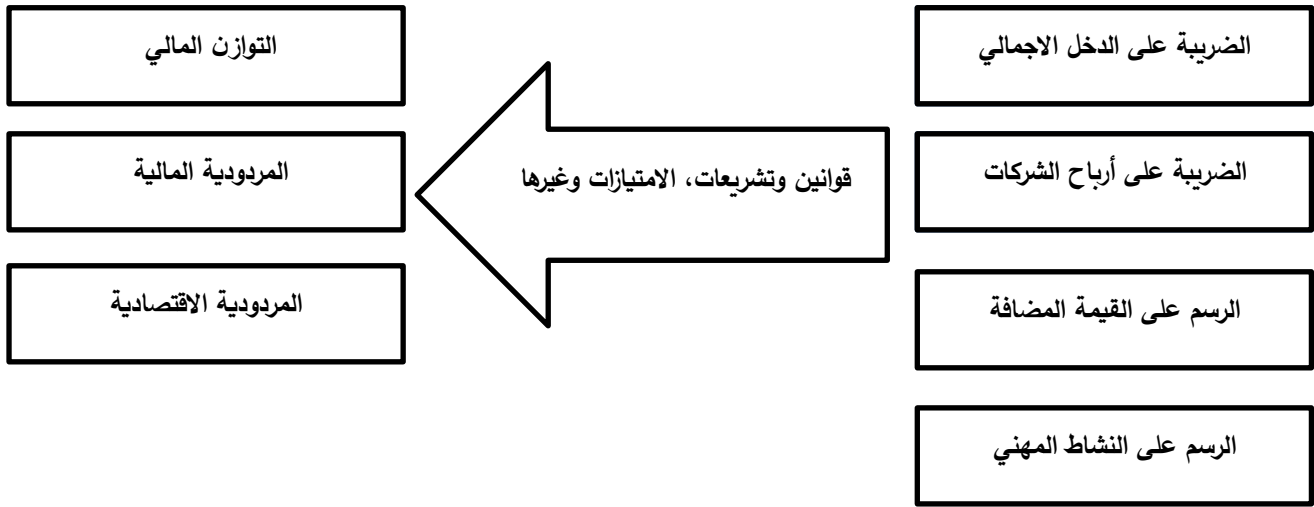 الضريبة على الدخل الاجمالي
الضريبة على أرباح الشركات
الرسم على القيمة المضافة
الرسم على النشاط المهني
قوانين وتشريعات، الامتيازات وغيرها
التوازن المالي
المردودية المالية
المردودية الاقتصادية